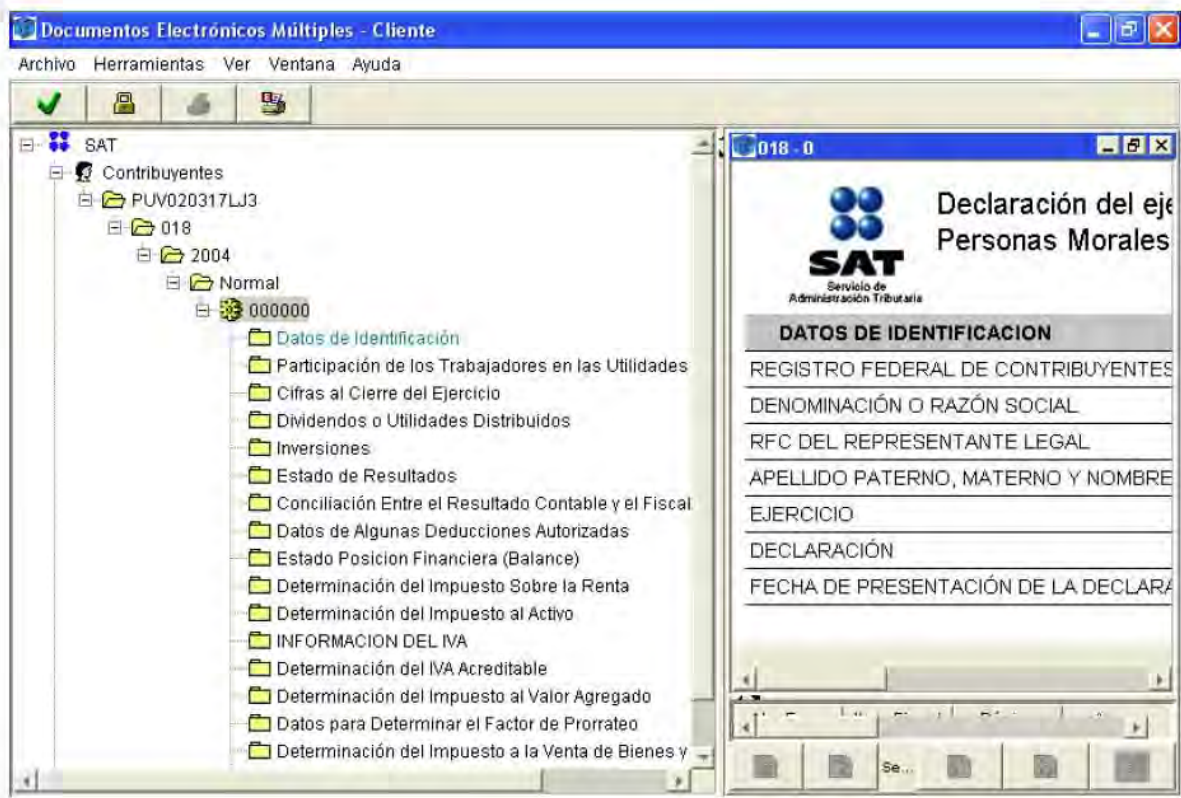 Documentos Electrónicos Múltiples - Cliente
Archivo Herramientas Ver Ventana Ayuda
SAT
Contribuyentes
PUV020317LJ3
018
2004
Normal
000000
Datos de Identificación
Participación de los Trabajadores en las Utilidades
Cifras al Cierre del Ejercicio
Dividendos o Utilidades Distribuidos
Inversiones
Estado de Resultados
Conciliación Entre el Resultado Contable y el Fiscal
Datos de Algunas Deducciones Autorizadas
Estado Posicion Financiera (Balance)
Determinación del Impuesto Sobre la Renta
Determinación del Impuesto al Activo
INFORMACION DEL IVA
Determinación del IVA Acreditable
Determinación del Impuesto al Valor Agregado
Datos para Determinar el Factor de Prorrateo
Determinación del Impuesto a la Venta de Bienes y
018 - 0
SAT
Servicio de
Administración Tributaria
Declaración del eje
Personas Morales
DATOS DE IDENTIFICACION
REGISTRO FEDERAL DE CONTRIBUYENTES
DENOMINACIÓN O RAZÓN SOCIAL
RFC DEL REPRESENTANTE LEGAL
APELLIDO PATERNO, MATERNO Y NOMBRE
EJERCICIO
DECLARACIÓN
FECHA DE PRESENTACIÓN DE LA DECLARA
Se...